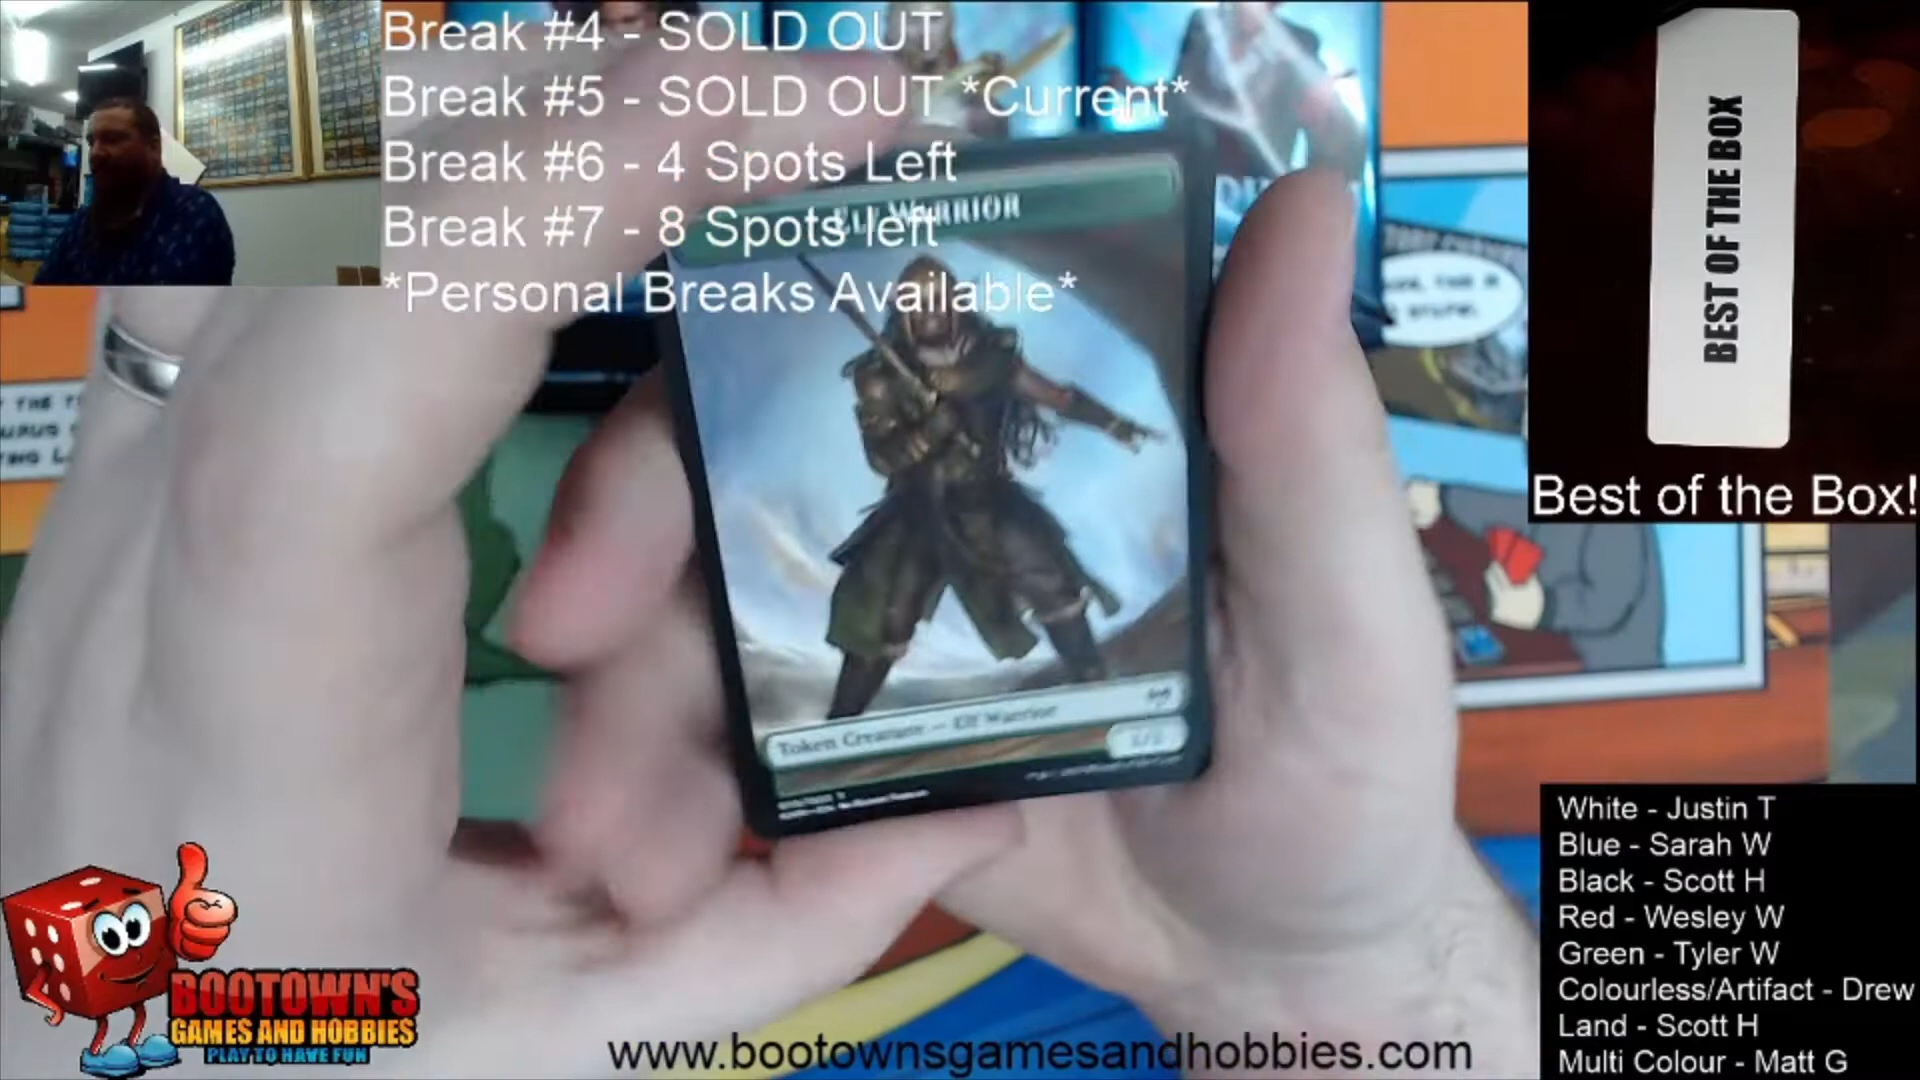 Break #4 - SOLD OUT
Break #5 - SOLD OUT *Current*
Break #6 - 4 Spots Left
Break #7 - 8 Spots left
*Personal Breaks Available*
ELF WARRIOR
Token Creature — Elf Warrior
BEST OF THE BOX
Best of the Box!
White - Justin T
Blue - Sarah W
Black - Scott H
Red - Wesley W
Green - Tyler W
Colourless/Artifact - Drew
Land - Scott H
Multi Colour - Matt G
BOOTOWN'S
GAMES AND HOBBIES
PLAY TO HAVE FUN
www.bootownsgamesandhobbies.com